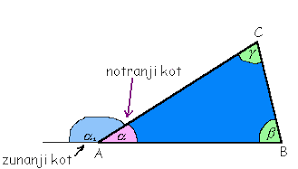 C
γ
notranji kot
α₁
α
β
zunanji kot
A
B